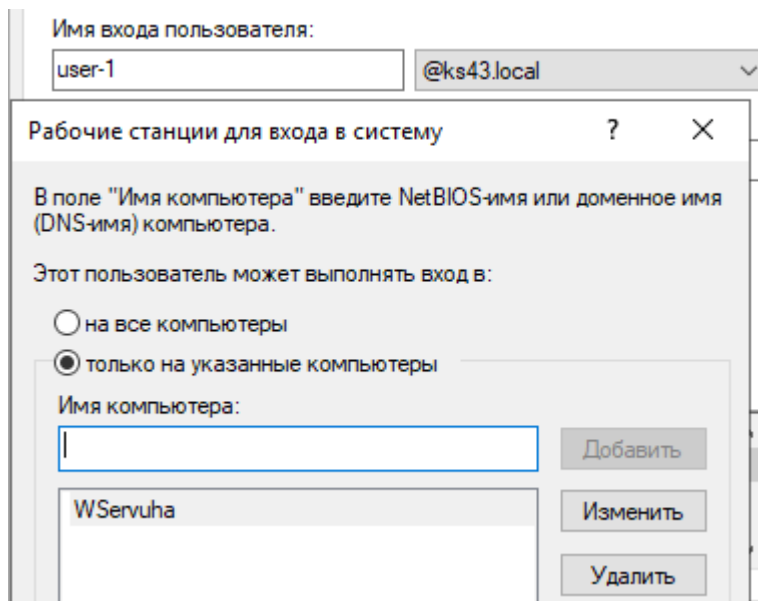 Имя входа пользователя:
user-1
@ks43.local
Рабочие станции для входа в систему
?
В поле "Имя компьютера" введите NetBIOS-имя или доменное имя
(DNS-имя) компьютера.
Этот пользователь может выполнять вход в:
на все компьютеры
только на указанные компьютеры
Имя компьютера:
Добавить
WServuha
Изменить
Удалить